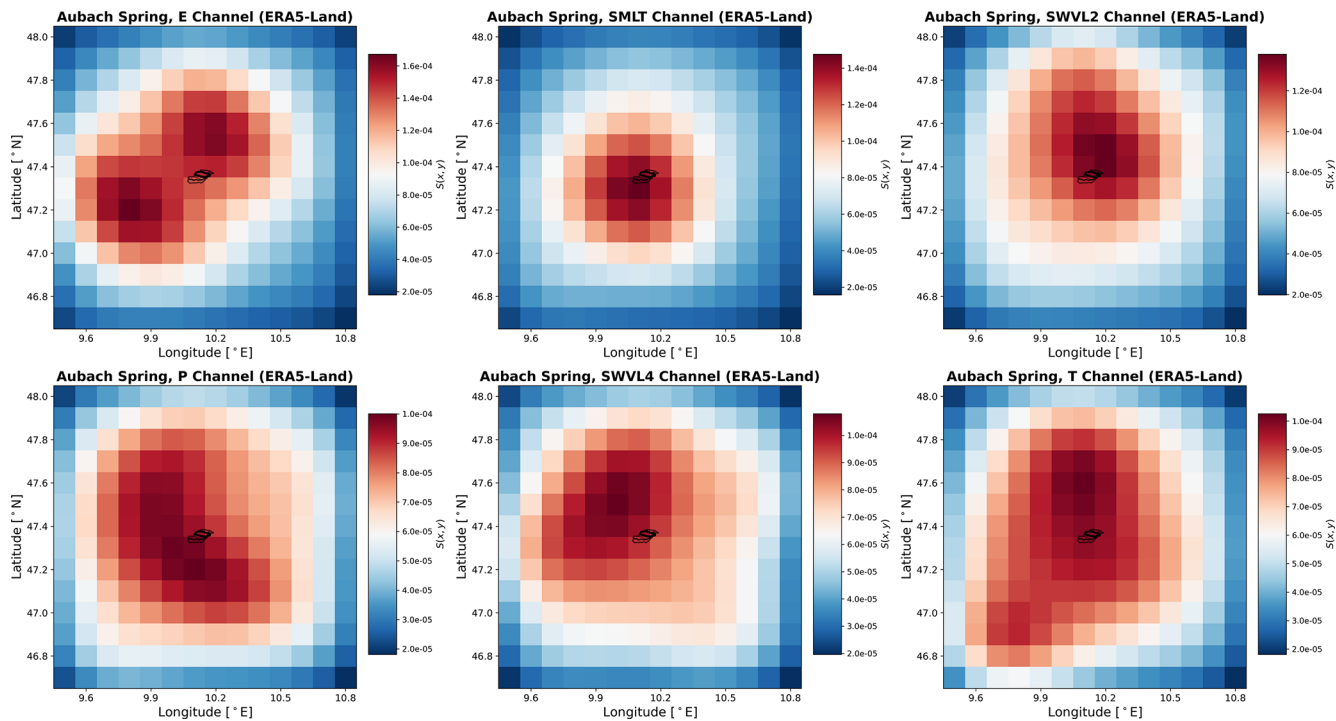 Aubach Spring, E Channel (ERA5-Land)
48.0
47.8
47.6
47.4
47.2
47.0
46.8
9.6 9.9 10.2 10.5 10.8
Latitude [°N]
Longitude [°E]
1.6e-04
1.4e-04
1.2e-04
1.0e-04
8.0e-05
6.0e-05
4.0e-05
2.0e-05
S(x, y)
Aubach Spring, SMLT Channel (ERA5-Land)
48.0
47.8
47.6
47.4
47.2
47.0
46.8
9.6 9.9 10.2 10.5 10.8
Latitude [°N]
Longitude [°E]
1.4e-04
1.2e-04
1.0e-04
8.0e-05
6.0e-05
4.0e-05
2.0e-05
S(x, y)
Aubach Spring, SWVL2 Channel (ERA5-Land)
48.0
47.8
47.6
47.4
47.2
47.0
46.8
9.6 9.9 10.2 10.5 10.8
Latitude [°N]
Longitude [°E]
1.2e-04
1.0e-04
8.0e-05
6.0e-05
4.0e-05
2.0e-05
S(x, y)
Aubach Spring, P Channel (ERA5-Land)
48.0
47.8
47.6
47.4
47.2
47.0
46.8
9.6 9.9 10.2 10.5 10.8
Latitude [°N]
Longitude [°E]
1.0e-04
9.0e-05
8.0e-05
7.0e-05
6.0e-05
5.0e-05
4.0e-05
3.0e-05
2.0e-05
S(x, y)
Aubach Spring, SWVL4 Channel (ERA5-Land)
48.0
47.8
47.6
47.4
47.2
47.0
46.8
9.6 9.9 10.2 10.5 10.8
Latitude [°N]
Longitude [°E]
1.0e-04
9.0e-05
8.0e-05
7.0e-05
6.0e-05
5.0e-05
4.0e-05
3.0e-05
2.0e-05
S(x, y)
Aubach Spring, T Channel (ERA5-Land)
48.0
47.8
47.6
47.4
47.2
47.0
46.8
9.6 9.9 10.2 10.5 10.8
Latitude [°N]
Longitude [°E]
1.0e-04
9.0e-05
8.0e-05
7.0e-05
6.0e-05
5.0e-05
4.0e-05
3.0e-05
2.0e-05
S(x, y)